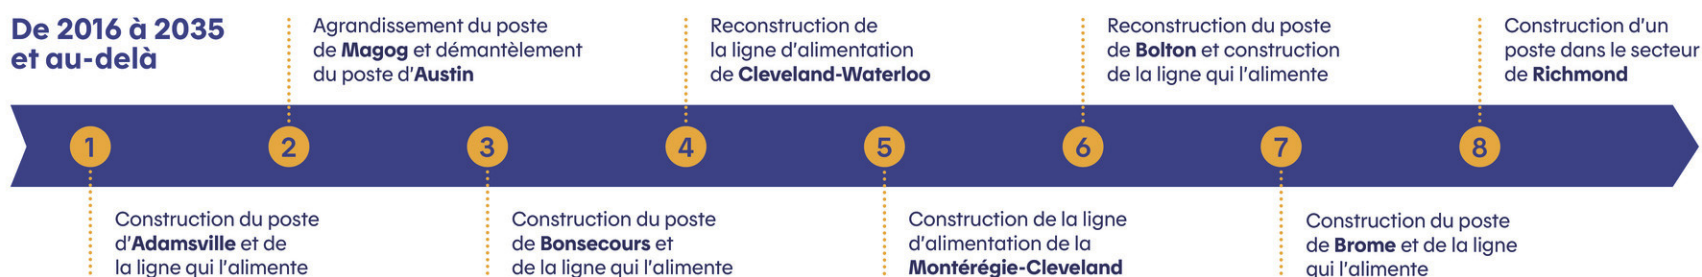 De 2016 à 2035
et au-delà
1
Construction du poste
d'Adamsville et de
la ligne qui l'alimente
2
Agrandissement du poste
de Magog et démantèlement
du poste d'Austin
3
Construction du poste
de Bonsecours et
de la ligne qui l'alimente
4
Reconstruction de
la ligne d'alimentation
de Cleveland-Waterloo
5
Construction de la ligne
d'alimentation de la
Montérégie-Cleveland
6
Reconstruction du poste
de Bolton et construction
de la ligne qui l'alimente
7
Construction du poste
de Brome et de la ligne
qui l'alimente
8
Construction d'un
poste dans le secteur
de Richmond